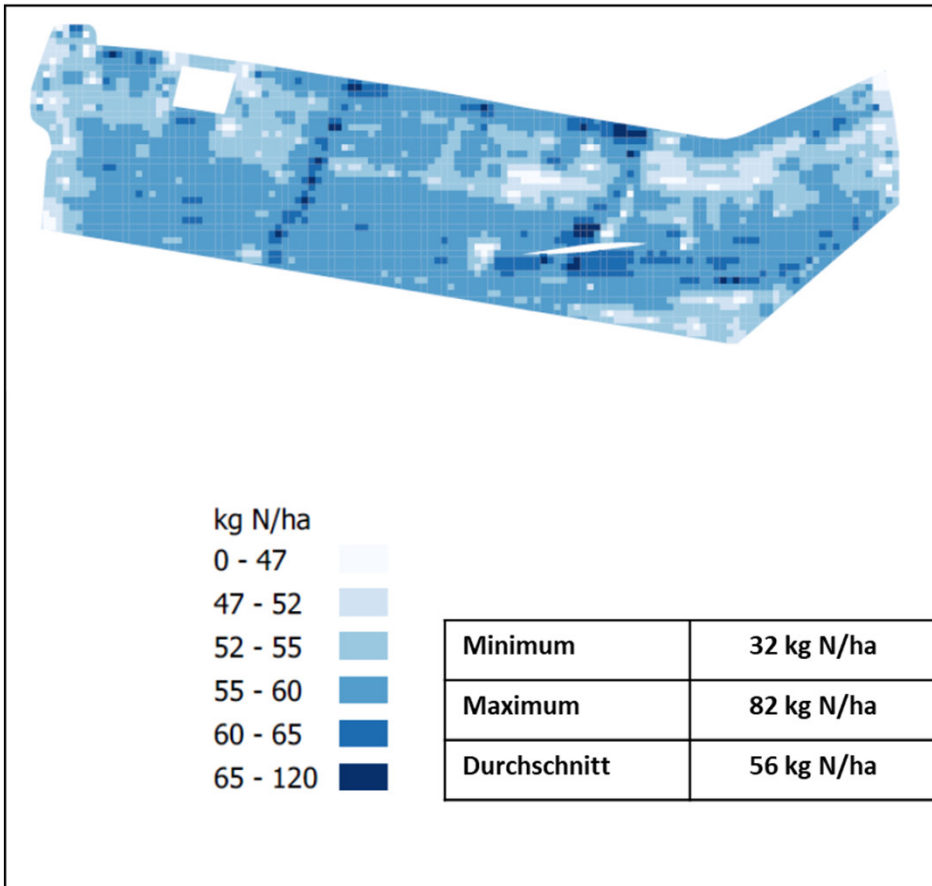 kg N/ha
0 - 47
47 - 52
52 - 55
55 - 60
60 - 65
65 - 120
Minimum 32 kg N/ha
Maximum 82 kg N/ha
Durchschnitt 56 kg N/ha